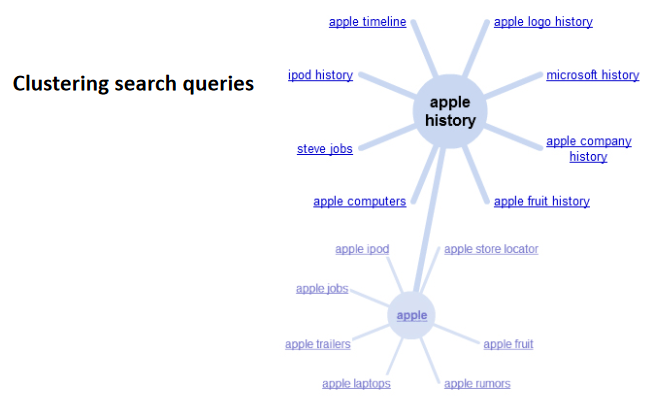 apple timeline
apple logo history
Clustering search queries
ipod history
microsoft history
apple
history
steve jobs
apple company
history
apple computers
apple fruit history
apple ipod
apple store locator
apple jobs
apple
apple trailers
apple fruit
apple laptops
apple rumors